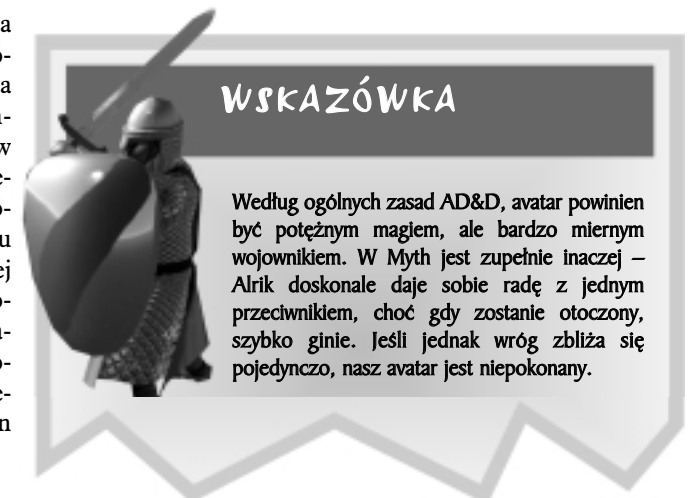 a
o-
a
WSKAZÓWKA
n-
w
e-
o-
u
ej
o-
a-
o-
e-
n
Według ogólnych zasad AD&D, avatar powinien
być potężnym magiem, ale bardzo miernym
wojownikiem. W Myth jest zupełnie inaczej –
Alrik doskonale daje sobie radę z jednym
przeciwnikiem, choć gdy zostanie otoczony,
szybko ginie. Jeśli jednak wróg zbliża się
pojedynczo, nasz avatar jest niepokonany.